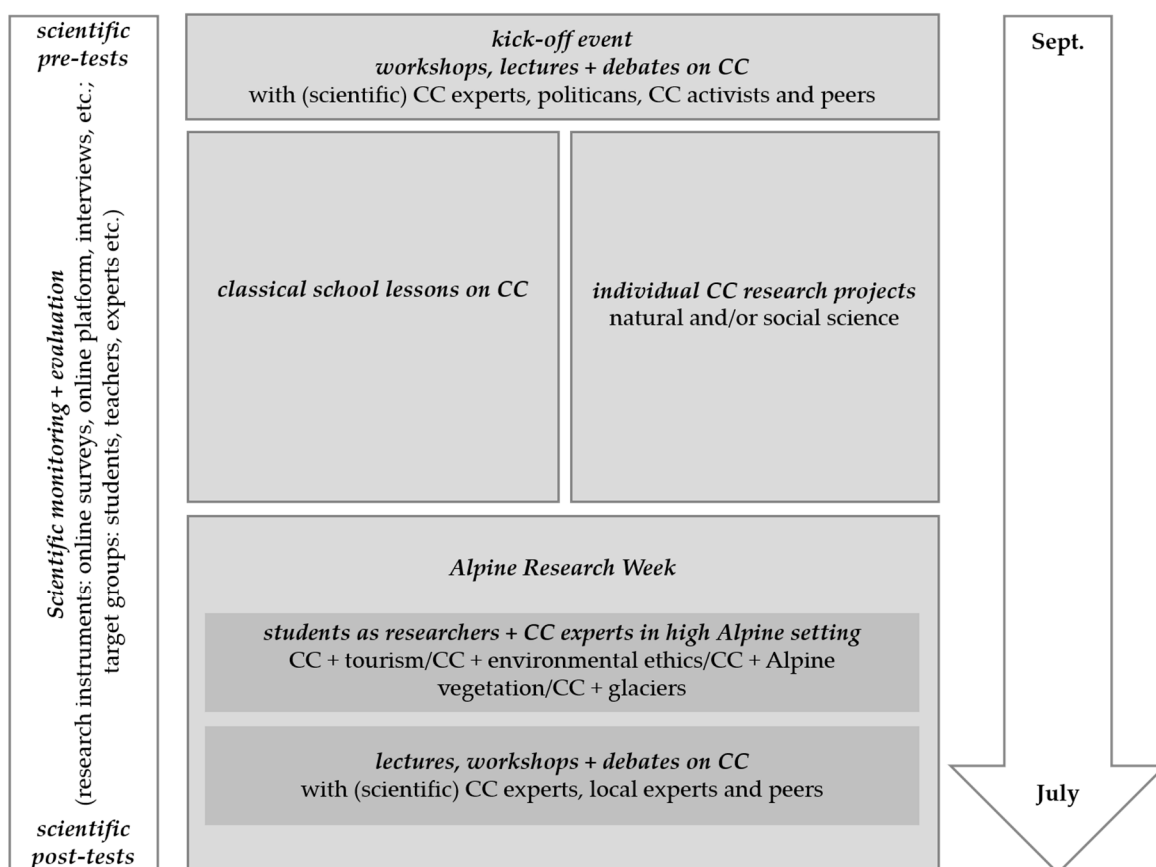 scientific
pre-tests
Scientific monitoring + evaluation
(research instruments: online surveys, online platform, interviews, etc.;
target groups: students, teachers, experts etc.)
scientific
post-tests
kick-off event
workshops, lectures + debates on CC
with (scientific) CC experts, politicans, CC activists and peers
classical school lessons on CC
individual CC research projects
natural and/or social science
Alpine Research Week
students as researchers + CC experts in high Alpine setting
CC + tourism/CC + environmental ethics/CC + Alpine
vegetation/CC + glaciers
lectures, workshops + debates on CC
with (scientific) CC experts, local experts and peers
Sept.
July